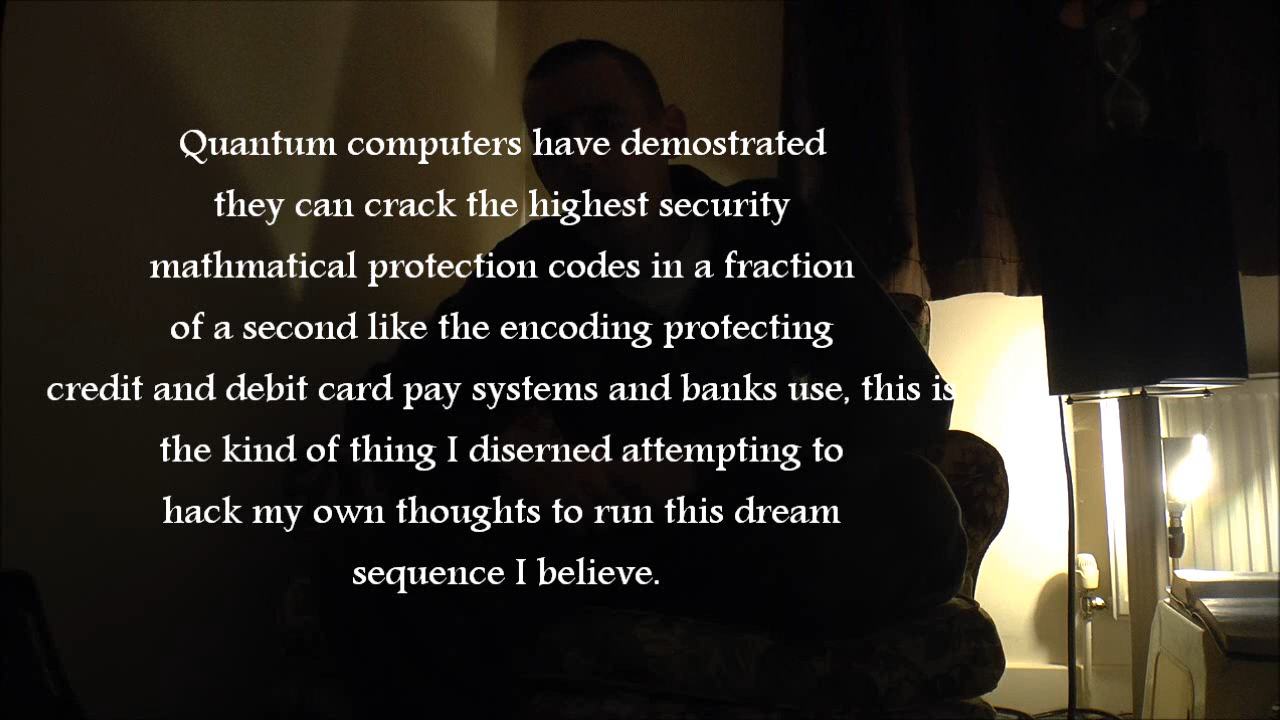 Quantum computers have demostrated
they can crack the highest security
mathmatical protection codes in a fraction
of a second like the encoding protecting
credit and debit card pay systems and banks use, this is
the kind of thing I diserned attempting to
hack my own thoughts to run this dream
sequence I believe.